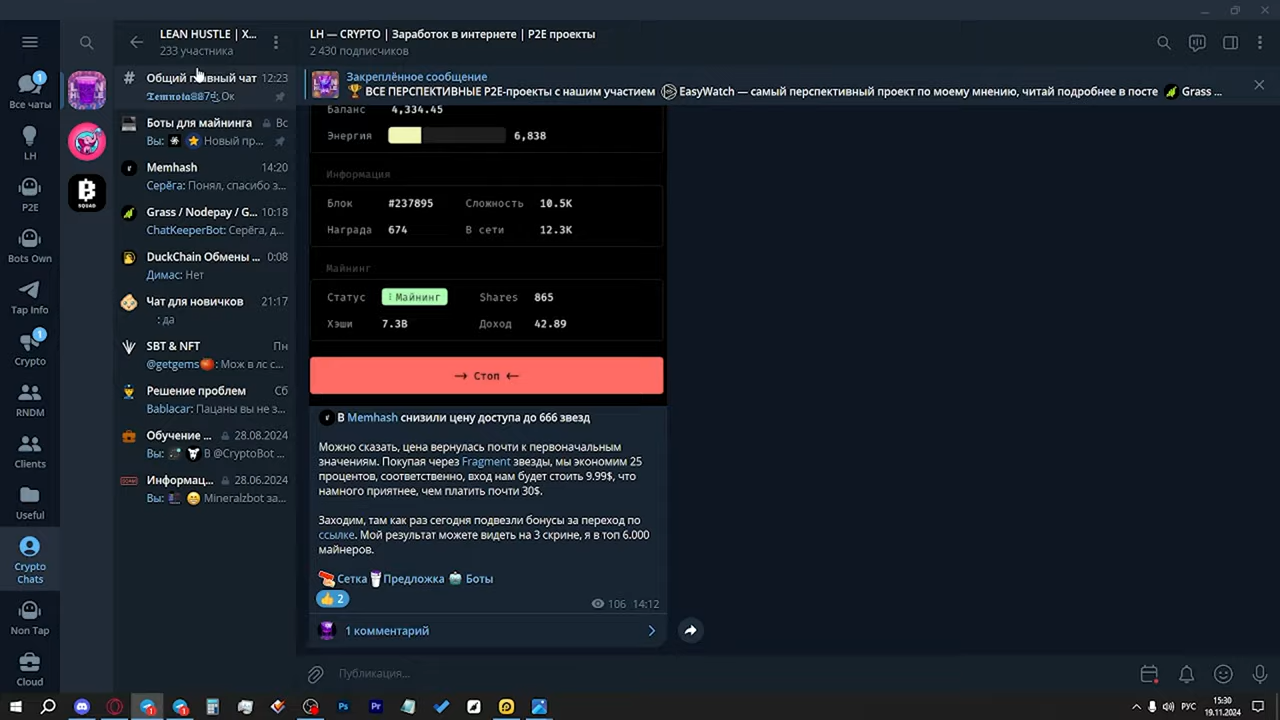 Все чаты
LH
P2E
Bots Own
Tap Info
Crypto
RNDM
Clients
Useful
Crypto
Chats
Non Tap
Cloud
1
1
LEAN HUSTLE | X...
233 участника
Общий главный чат 12:23
Ок
Боты для майнинга Вс
Вы: Новый пр...
Memhash 14:20
Серёга: Понял, спасибо з...
Grass / Nodepay / G... 10:18
ChatKeeperBot: Серёга, д...
DuckChain Обмены ... 0:08
Димас: Нет
Чат для новичков 21:17
: да
SBT & NFT Пн
@getgems: Мож в лс с...
Решение проблем Сб
Bablacar: Пацаны вы не з...
Обучение ... 28.08.2024
Вы: В @CryptoBot ...
Информац... 28.06.2024
Вы: Mineralzbot за...
LH — CRYPTO | Заработок в интернете | P2E проекты
2 430 подписчиков
Закреплённое сообщение
ВСЕ ПЕРСПЕКТИВНЫЕ P2E-проекты с нашим участием EasyWatch — самый перспективный проект по моему мнению, читай подробнее в посте Grass ...
Баланс 4,334.45
Энергия 6,838
Информация
Блок #237895 Сложность 10.5K
Награда 674 В сети 12.3K
Майнинг
Статус Майнинг Shares 865
Хэши 7.3B Доход 42.89
→ Стоп ←
В Memhash снизили цену доступа до 666 звезд
Можно сказать, цена вернулась почти к первоначальным
значениям. Покупая через Fragment звезды, мы экономим 25
процентов, соответственно, вход нам будет стоить 9.99$, что
намного приятнее, чем платить почти 30$.
Заходим, там как раз сегодня подвезли бонусы за переход по
ссылке. Мой результат можете видеть на 3 скрине, я в топ 6.000
майнеров.
Сетка Предложка Боты
2
106 14:12
1 комментарий
Публикация...
РУС
15:30
19.11.2024